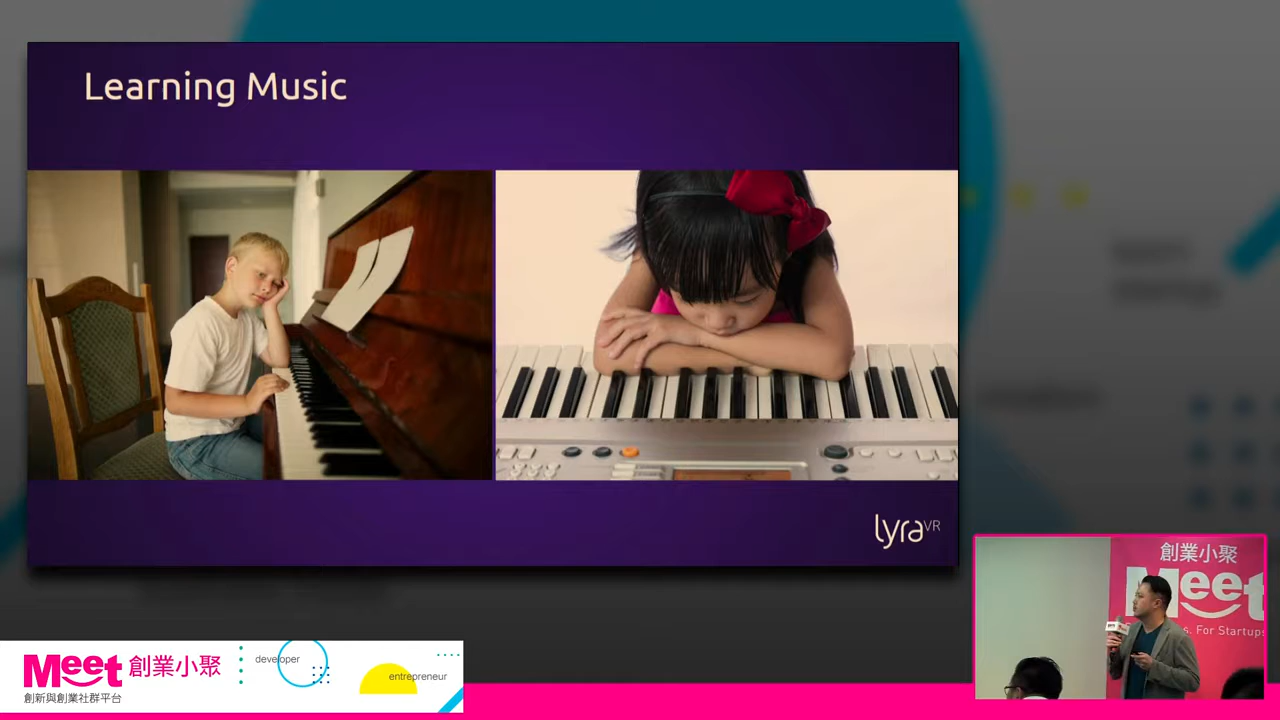 Learning Music
lyraVR
創業小聚
Meet
s. For Startups
Meet 創業小聚
創新與創業社群平台
developer
entrepreneur